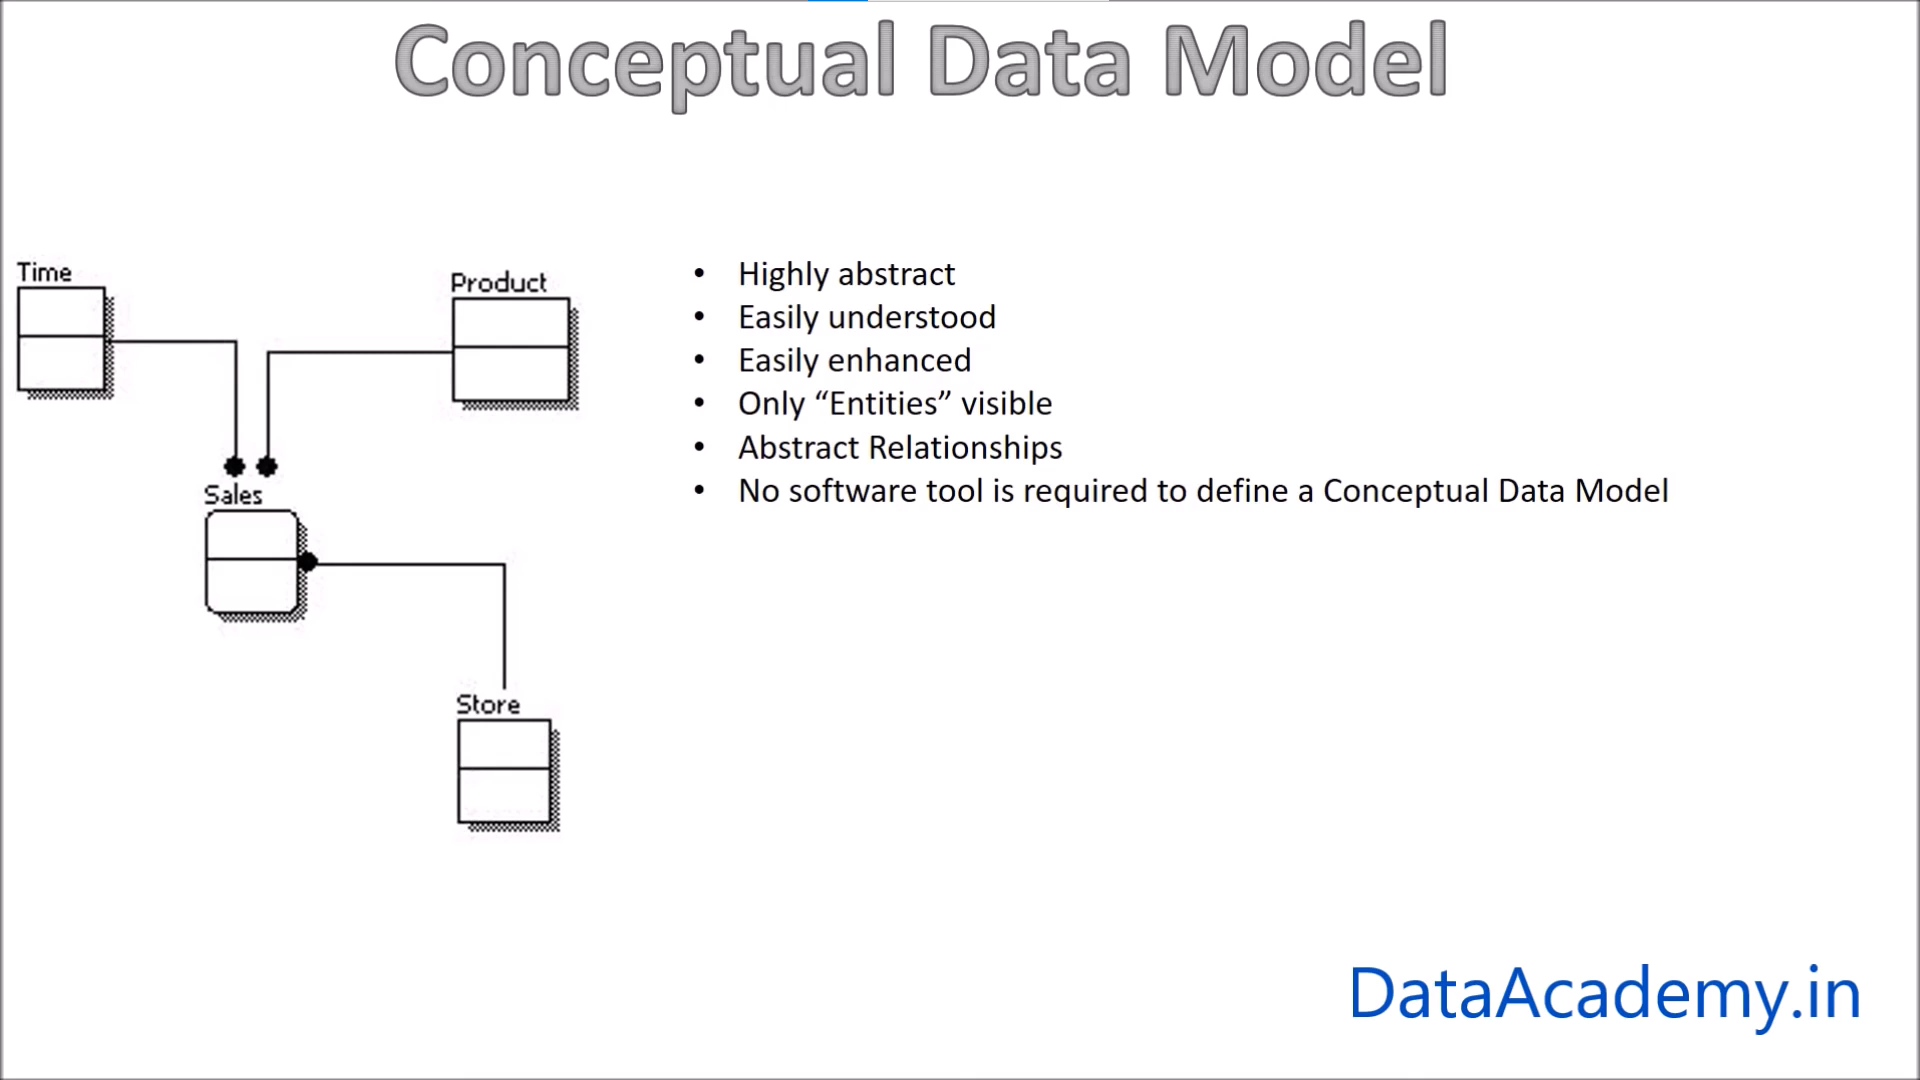 Conceptual Data Model
Time
Product
Sales
Store
• Highly abstract
• Easily understood
• Easily enhanced
• Only “Entities” visible
• Abstract Relationships
• No software tool is required to define a Conceptual Data Model
DataAcademy.in